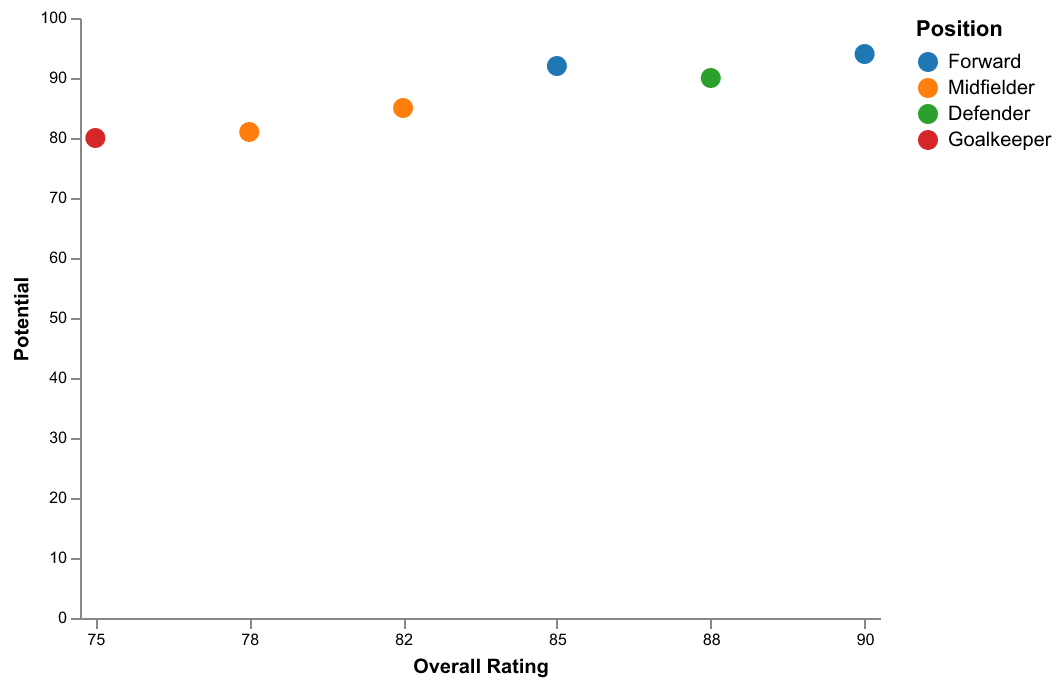 100
90
80
70
60
50
40
30
20
10
0
Potential
75 78 82 85 88 90
Overall Rating
Position
Forward
Midfielder
Defender
Goalkeeper